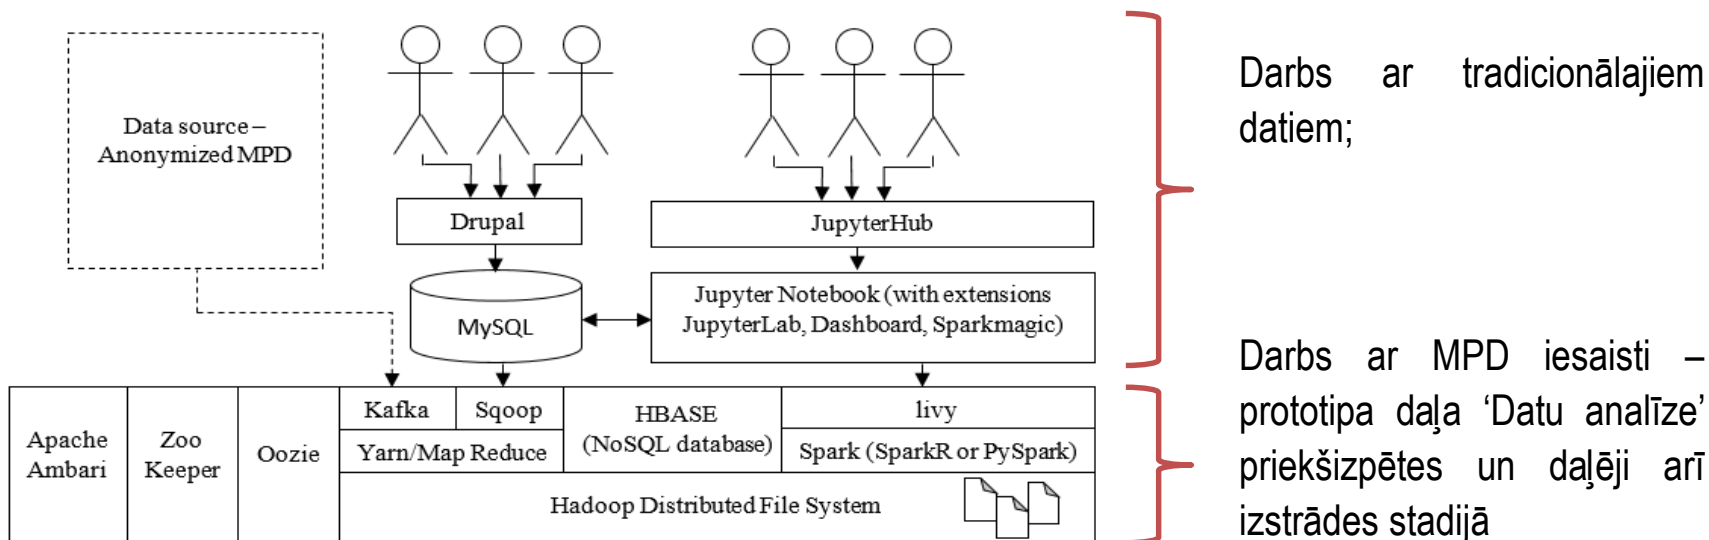 Data source –
Anonymized MPD
Drupal
JupyterHub
MySQL
Jupyter Notebook (with extensions
JupyterLab, Dashboard, Sparkmagic)
Apache
Ambari
Zoo
Keeper
Oozie
Kafka
Sqoop
Yarn/Map Reduce
HBASE
(NoSQL database)
livy
Spark (SparkR or PySpark)
Hadoop Distributed File System
Darbs ar tradicionālajiem
datiem;
Darbs ar MPD iesaisti –
prototipa daļa ‘Datu analīze’
priekšizpētes un daļēji arī
izstrādes stadijā